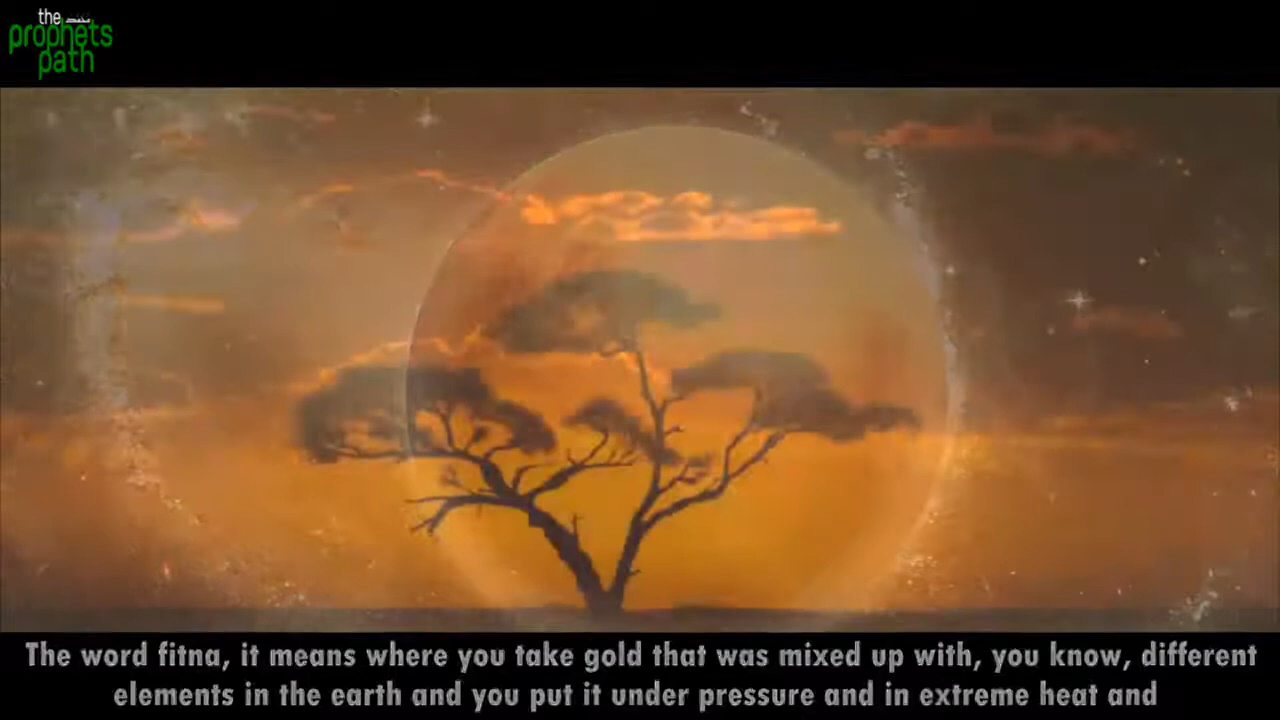 the
prophets
path
The word fitna, it means where you take gold that was mixed up with, you know, different
elements in the earth and you put it under pressure and in extreme heat and